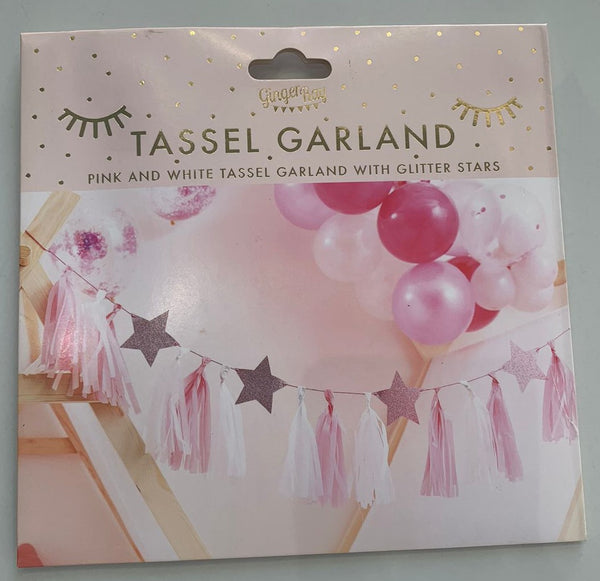 Ginger Ray
TASSEL GARLAND
PINK AND WHITE TASSEL GARLAND WITH GLITTER STARS